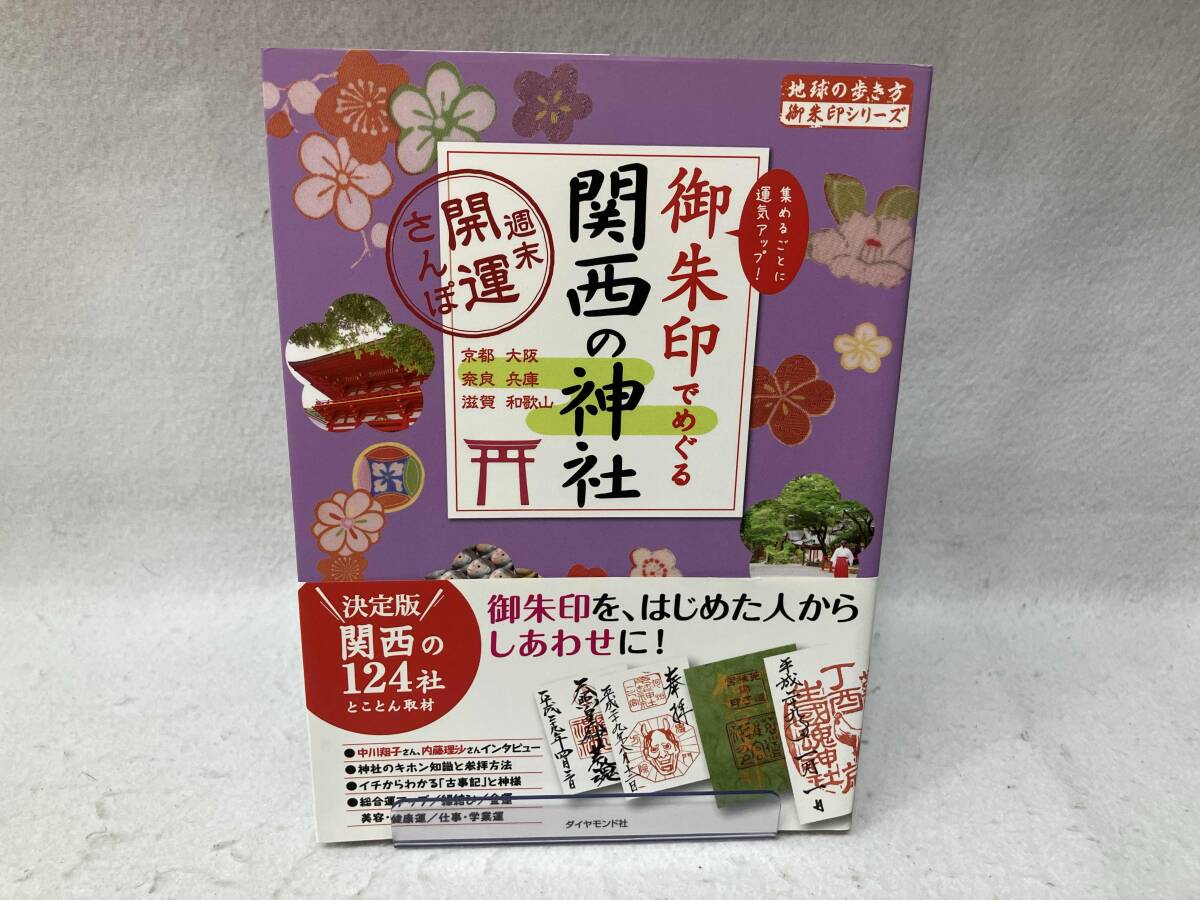 地球の歩き方
御朱印シリーズ
集めるごとに
運気アップ!
御朱印でめぐる
関西の神社
週末
開運
さんぽ
京都 大阪
奈良 兵庫
滋賀 和歌山
決定版
関西の
124社
とことん取材
御朱印を、はじめた人から
しあわせに!
●中川翔子さん、内藤理沙さんインタビュー
●神社のキホン知識と参拝方法
●イチからわかる「古事記」と神様
●総合運アップ/縁結び/金運
美容・健康運/仕事・学業運
奉拝
ダイヤモンド社